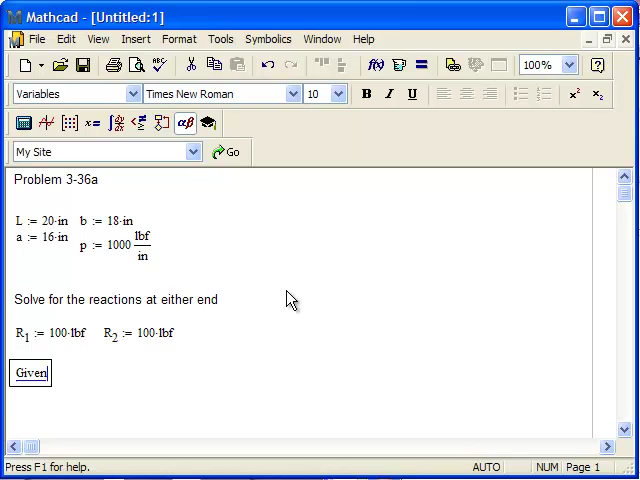 Mathcad - [Untitled:1]
File Edit View Insert Format Tools Symbolics Window Help
100%
Variables Times New Roman 10 B I U
My Site Go
Problem 3-36a
L := 20·in b := 18·in
a := 16·in p := 1000 lbf/in
Solve for the reactions at either end
R1 := 100·lbf R2 := 100·lbf
Given
Press F1 for help. AUTO NUM Page 1